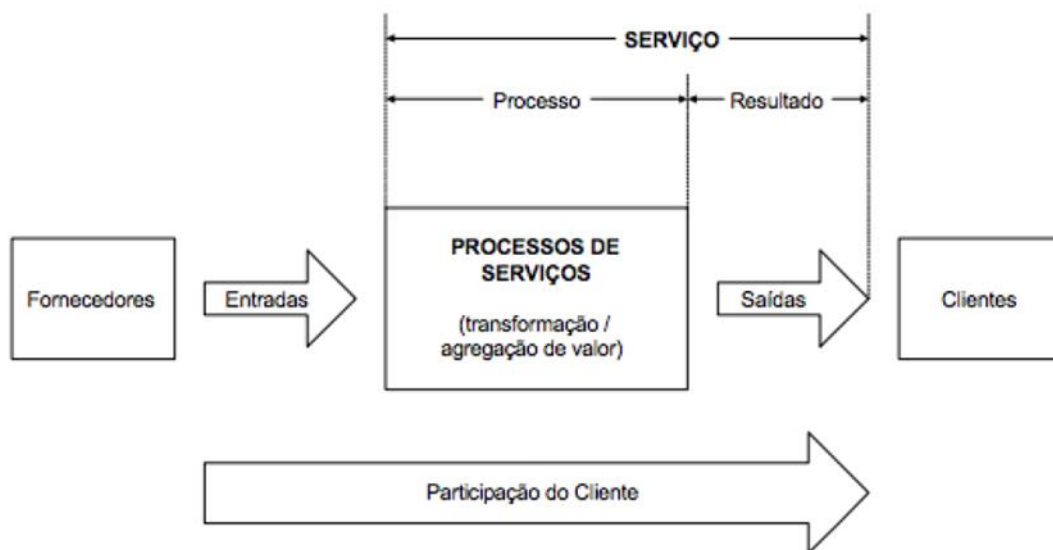 SERVIÇO
Processo
Resultado
Fornecedores
Entradas
PROCESSOS DE
SERVIÇOS
(transformação /
agregação de valor)
Saídas
Clientes
Participação do Cliente